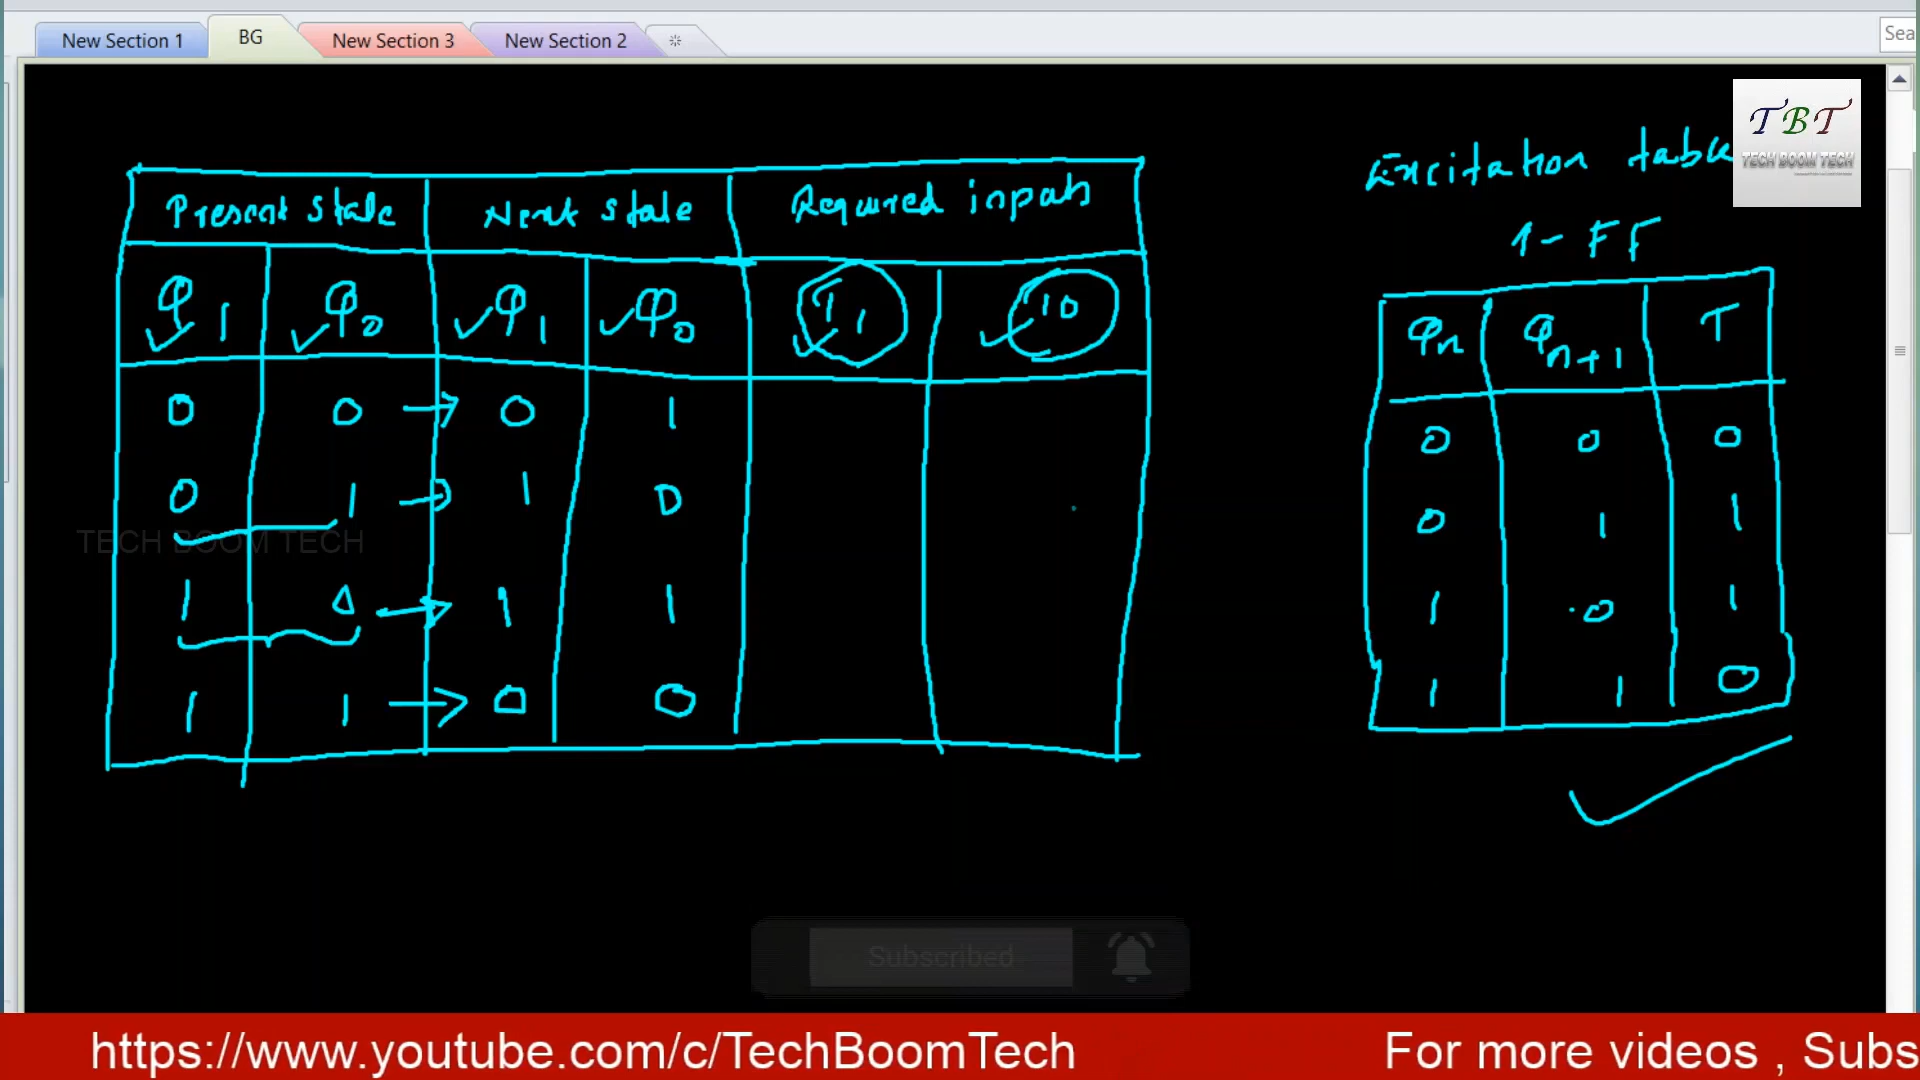 New Section 1 BG New Section 3 New Section 2
Sea
TBT
TECH BOOM TECH
Excitation table
T - FF
Present state Next state Required inputs
Q1 Q0 Q1 Q0 T1 T0
0 0 → 0 1
0 1 → 1 0
1 0 → 1 1
1 1 → 0 0
Qn Qn+1 T
0 0 0
0 1 1
1 0 1
1 1 0
TECH BOOM TECH
Subscribed
https://www.youtube.com/c/TechBoomTech For more videos , Subs